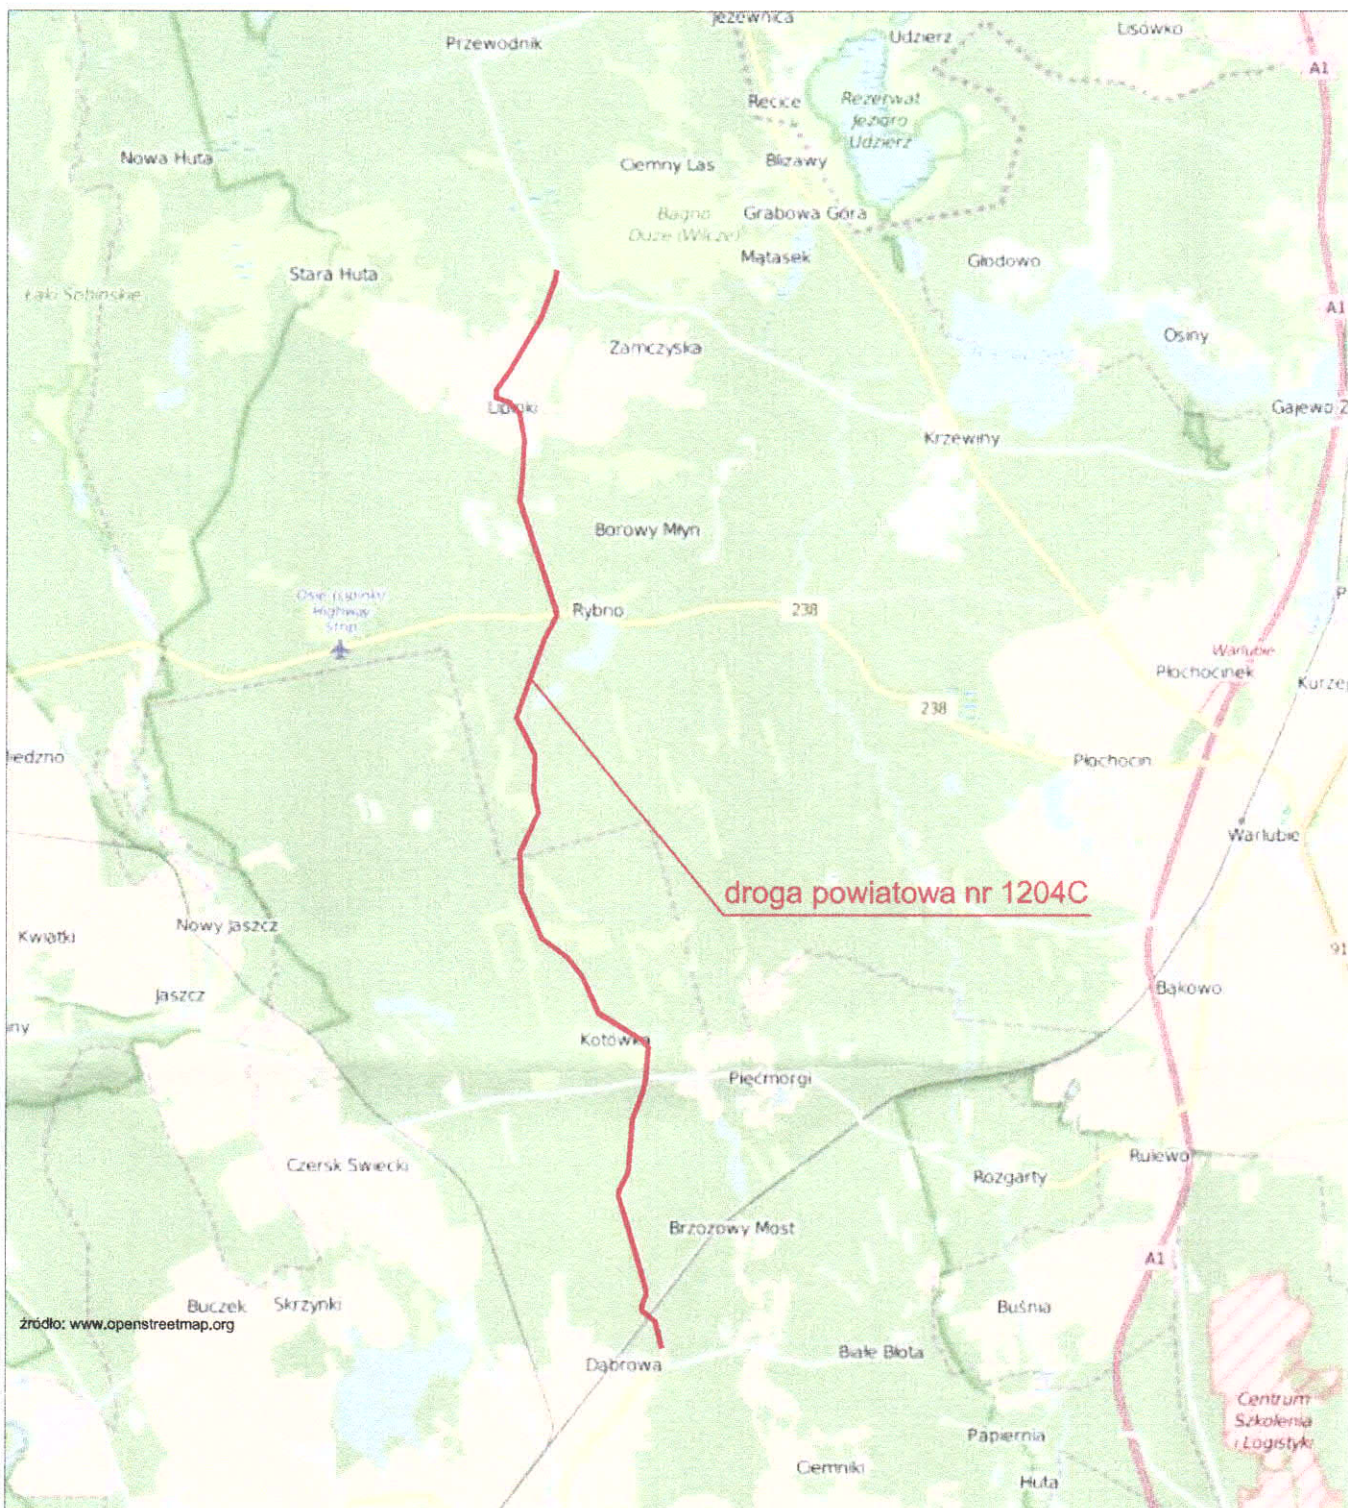 Jeżewnica
Lisówko
Udzierz
Przewodnik
A1
Recice
Rezerwat
Jezioro
Udzierz
Nowa Huta
Ciemny Las
Blizawy
Bagno
Duże (Wilcze)
Grabowa Góra
Mątasek
Głodowo
Stara Huta
A1
Osiny
Zamczyska
Lipinki
Gajewo
Krzewiny
Borowy Młyn
Highway
Strip
Rybno
238
Warlubie
Płochocinek
238
Płochocin
Warlubie
droga powiatowa nr 1204C
Nowy Jaszcz
Kwiatki
91
Jaszcz
Bąkowo
Kotówka
Pięćmorgi
Rulewo
Czersk Świecki
Rozgarty
Brzozowy Most
A1
Buczek
Skrzynki
Buśnia
źródło: www.openstreetmap.org
Białe Błota
Dąbrowa
Centrum
Szkolenia
i Logistyki
Papiernia
Ciemniki
Huta